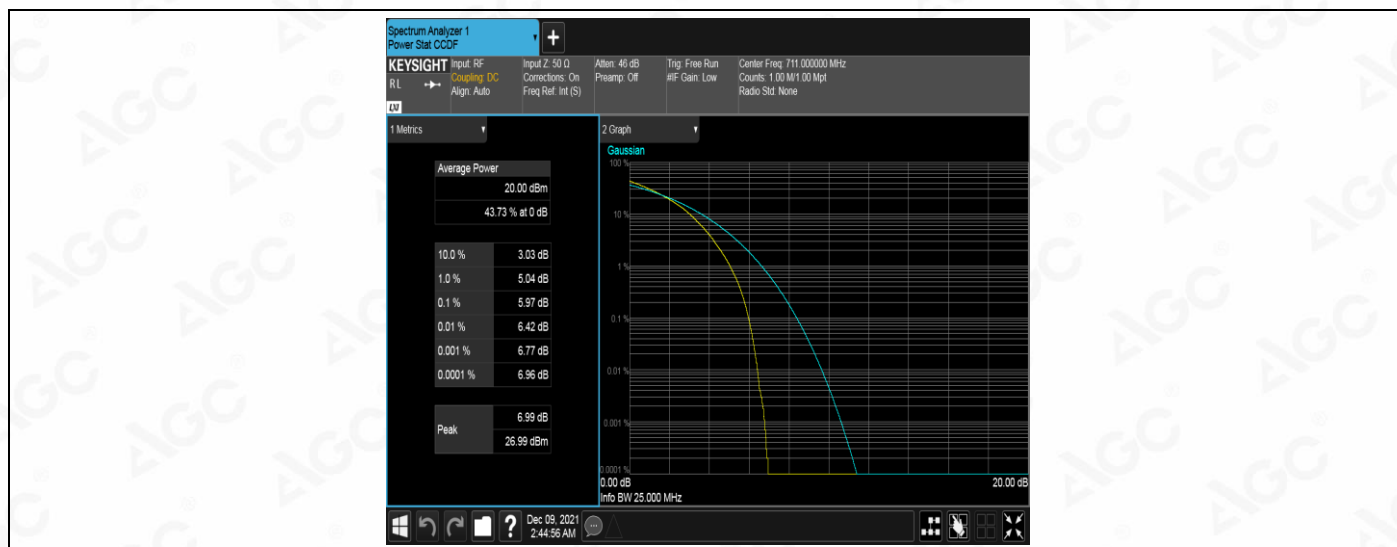 Spectrum Analyzer 1
Power Stat CCDF
+
KEYSIGHT
RL
LXI
Input: RF
Coupling: DC
Align: Auto
Input Z: 50 Ω
Corrections: On
Freq Ref: Int (S)
Atten: 46 dB
Preamp: Off
Trig: Free Run
#IF Gain: Low
Center Freq: 711.000000 MHz
Counts: 1.00 M/1.00 Mpt
Radio Std: None
1 Metrics
Average Power
20.00 dBm
43.73 % at 0 dB
10.0 % 3.03 dB
1.0 % 5.04 dB
0.1 % 5.97 dB
0.01 % 6.42 dB
0.001 % 6.77 dB
0.0001 % 6.96 dB
Peak
6.99 dB
26.99 dBm
2 Graph
Gaussian
100 %
10 %
1 %
0.1 %
0.01 %
0.001 %
0.0001 %
0.00 dB 20.00 dB
Info BW 25.000 MHz
?
Dec 09, 2021
2:44:56 AM
AGC